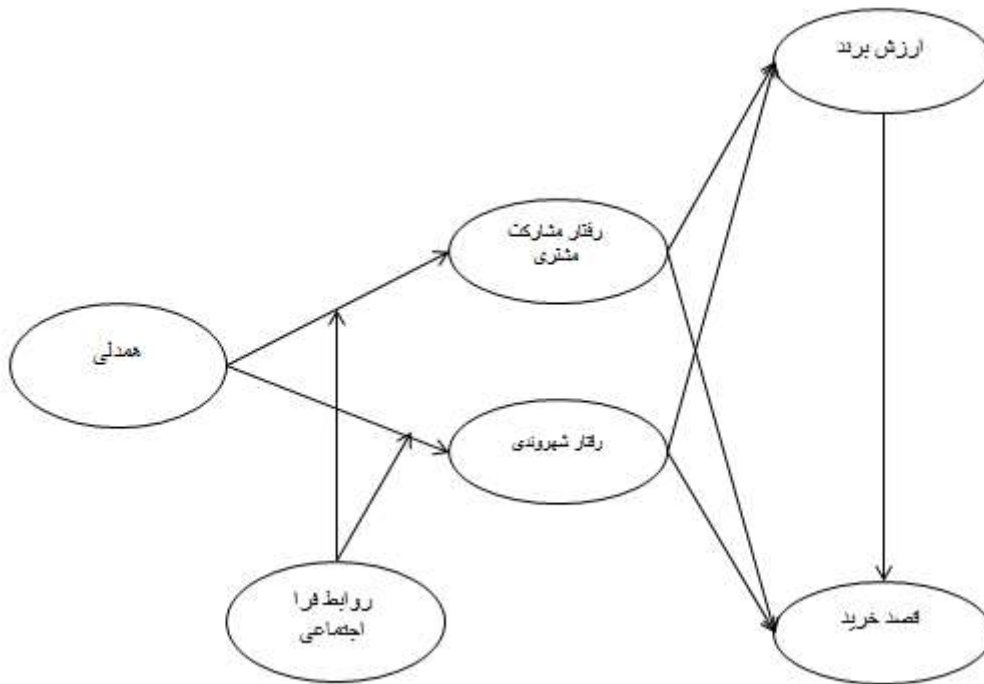 ارزش برند
رفتار مشارکت
مشتری
همدلی
رفتار شهروندی
روابط فرا
اجتماعی
قصد خرید